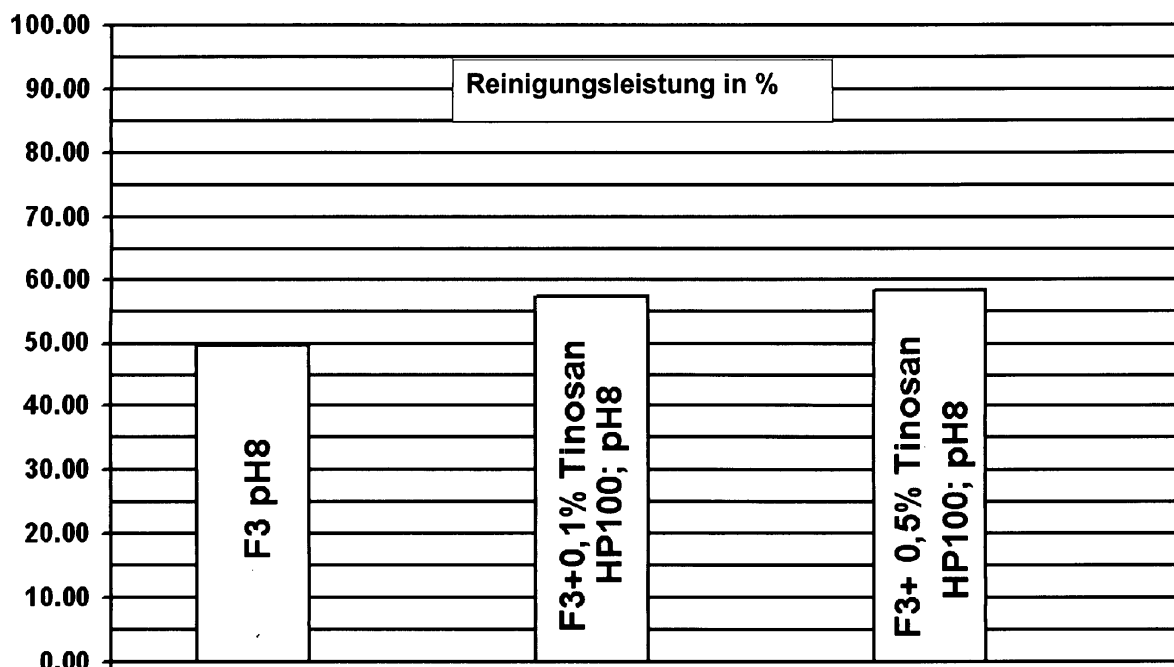 100.00
90.00
80.00
70.00
60.00
50.00
40.00
30.00
20.00
10.00
0.00
Reinigungsleistung in %
F3 pH8
F3+0,1% Tinosan
HP100; pH8
F3+ 0,5% Tinosan
HP100; pH8